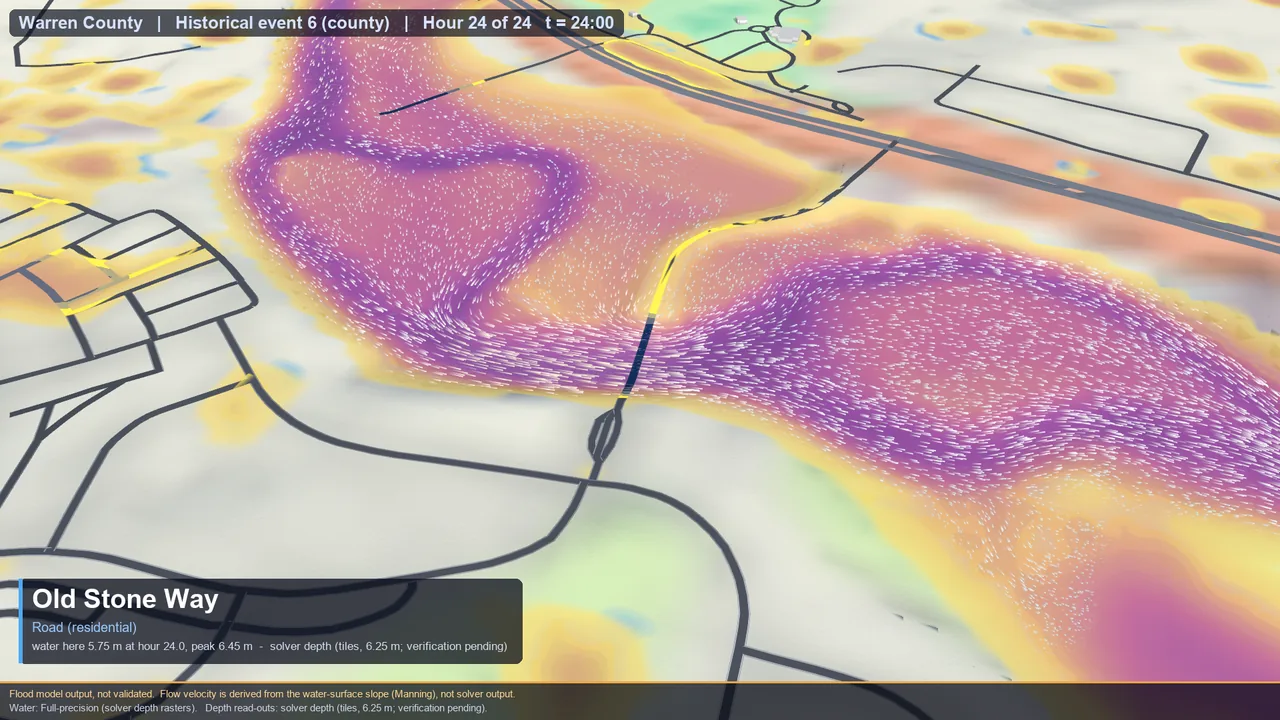 Warren County | Historical event 6 (county) | Hour 24 of 24 t = 24:00
Old Stone Way
Road (residential)
water here 5.75 m at hour 24.0, peak 6.45 m - solver depth (tiles, 6.25 m; verification pending)
Flood model output, not validated. Flow velocity is derived from the water-surface slope (Manning), not solver output.
Water: Full-precision (solver depth rasters). Depth read-outs: solver depth (tiles, 6.25 m; verification pending).